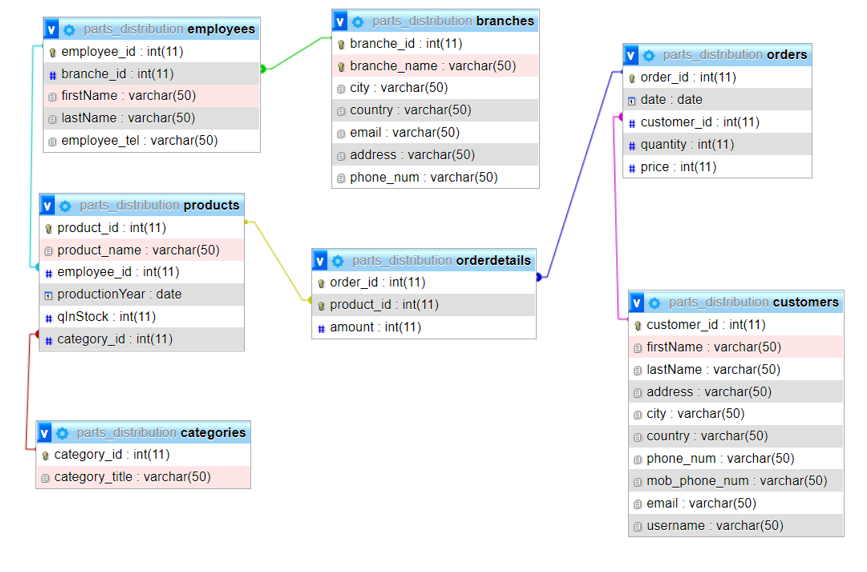 parts_distribution employees
employee_id : int(11)
branche_id : int(11)
firstName : varchar(50)
lastName : varchar(50)
employee_tel : varchar(50)
parts_distribution branches
branche_id : int(11)
branche_name : varchar(50)
city : varchar(50)
country : varchar(50)
email : varchar(50)
address : varchar(50)
phone_num : varchar(50)
parts_distribution orders
order_id : int(11)
date : date
customer_id : int(11)
quantity : int(11)
price : int(11)
parts_distribution products
product_id : int(11)
product_name : varchar(50)
employee_id : int(11)
productionYear : date
qInStock : int(11)
category_id : int(11)
parts_distribution orderdetails
order_id : int(11)
product_id : int(11)
amount : int(11)
parts_distribution customers
customer_id : int(11)
firstName : varchar(50)
lastName : varchar(50)
address : varchar(50)
city : varchar(50)
country : varchar(50)
phone_num : varchar(50)
mob_phone_num : varchar(50)
email : varchar(50)
username : varchar(50)
parts_distribution categories
category_id : int(11)
category_title : varchar(50)